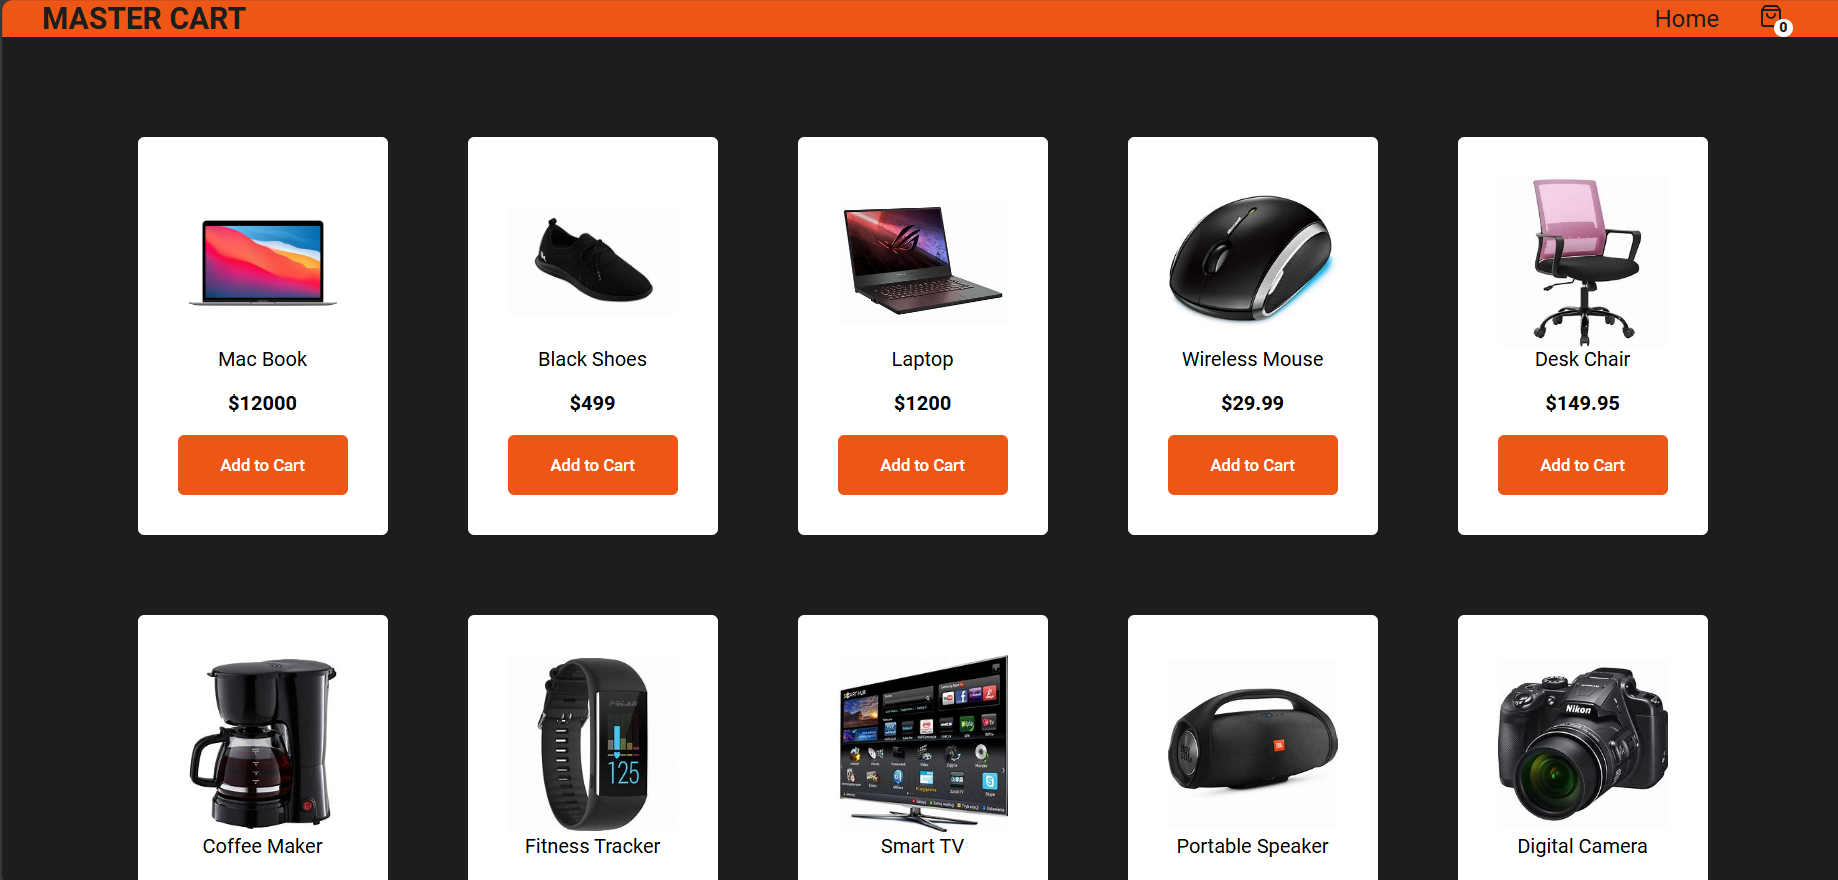 MASTER CART
Home
0
Mac Book
Black Shoes
Laptop
Wireless Mouse
Desk Chair
$12000
$499
$1200
$29.99
$149.95
Add to Cart
Add to Cart
Add to Cart
Add to Cart
Add to Cart
POLAR
125
Nikon
JBL
Coffee Maker
Fitness Tracker
Smart TV
Portable Speaker
Digital Camera